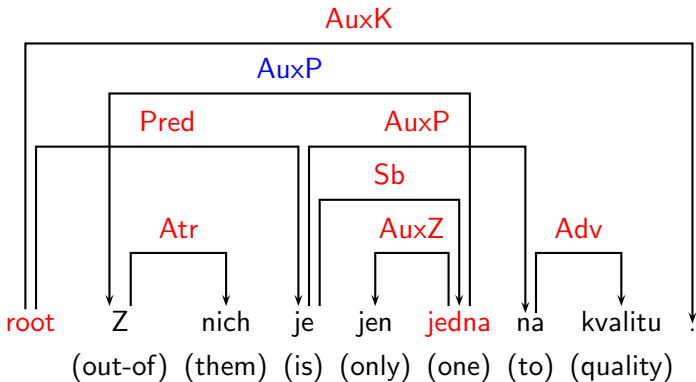 AuxK
AuxP
Pred AuxP
Sb
Atr AuxZ Adv
root Z nich je jen jedna na kvalitu .
(out-of) (them) (is) (only) (one) (to) (quality)